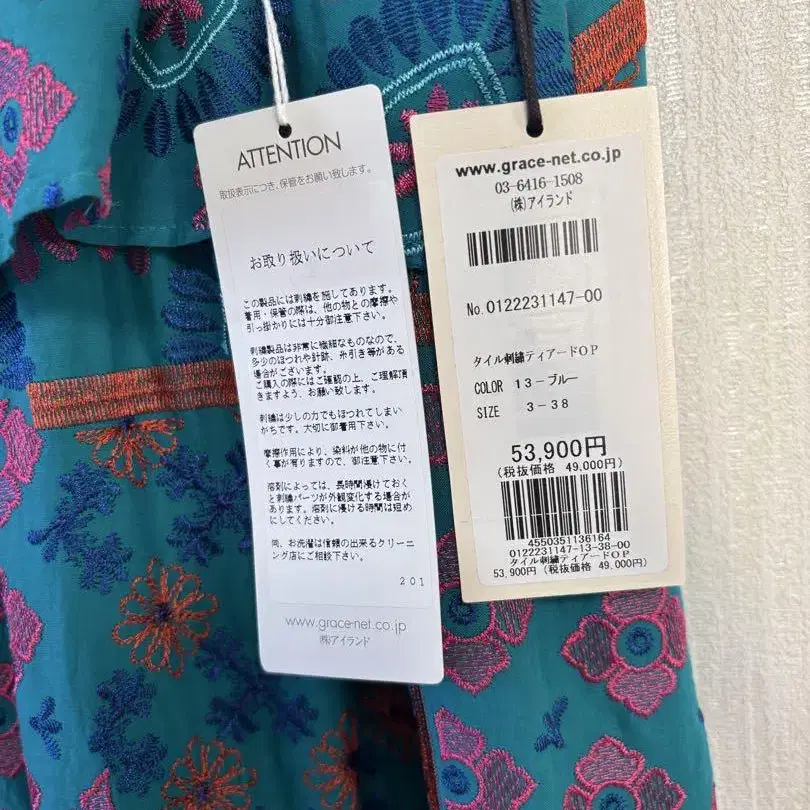 ATTENTION
取扱表示につき、保管をお願い致します。
お取り扱いについて
この製品には刺繍を施してあります。
着用・保管の際は、他の物との摩擦や
引っ掛かりには十分御注意下さい。
刺繍製品は非常に繊細なものなので、
多少のほつれや針跡、糸引き等がある
場合がございます。
ご購入の際にはご確認の上、ご理解頂
きますよう、お願い致します。
刺繍は少しの力でもほつれてしまい
がちです。大切に御着用下さい。
摩擦作用により、染料が他の物に付
く事が有りますので、御注意下さい。
溶剤によっては、長時間浸けておく
と刺繍パーツが外観変化する場合が
あります。溶剤に浸ける時間は短め
にしてください。
尚、お洗濯は信頼の出来るクリーニ
ング店にご相談下さい。
201
www.grace-net.co.jp
(株)アイランド
www.grace-net.co.jp
03-6416-1508
(株)アイランド
No.0122231147-00
タイル刺繍ティアードOP
COLOR 13-ブルー
SIZE 3-38
53,900円
(税抜価格 49,000円)
4550351136164
0122231147-13-38-00
タイル刺繍ティアードOP
53,900円 (税抜価格 49,000円)